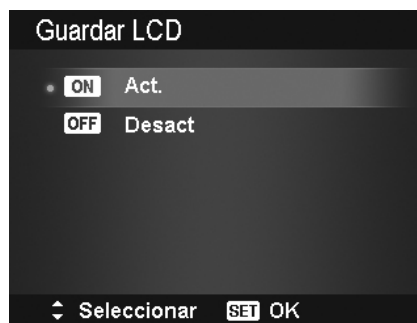 Guardar LCD
ON Act.
OFF Desact
Seleccionar SET OK